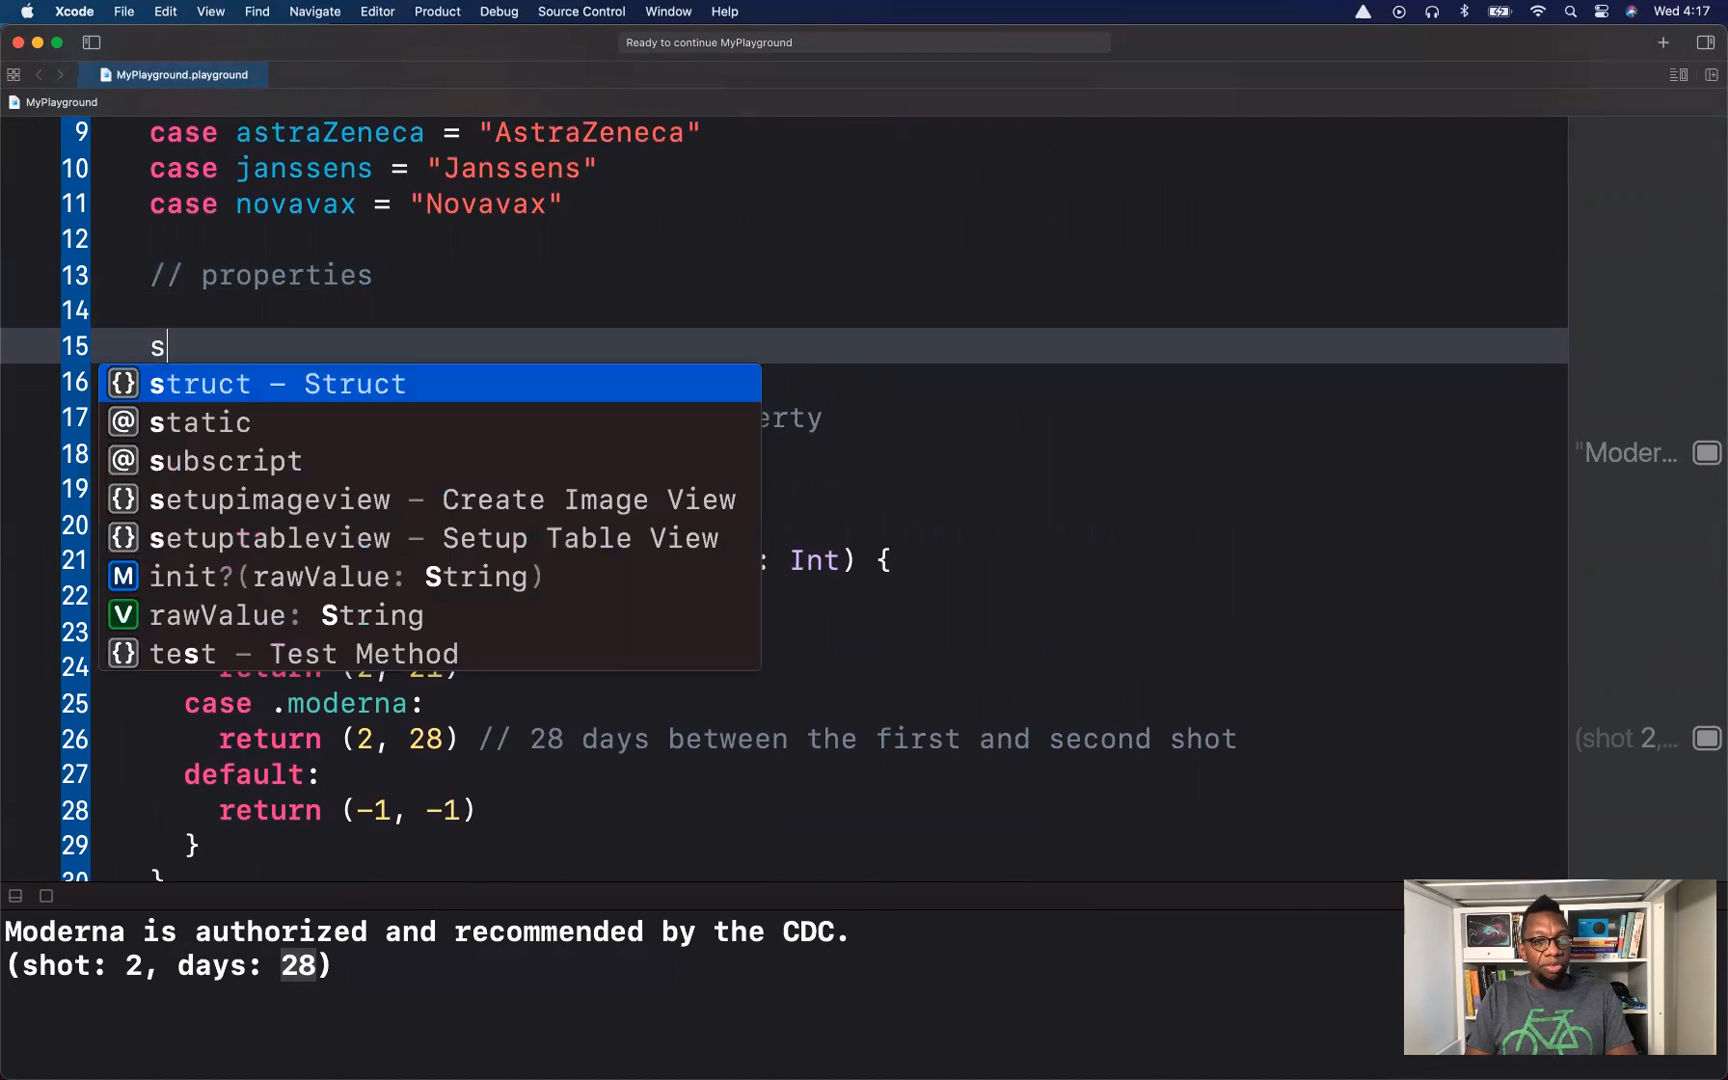 Xcode File Edit View Find Navigate Editor Product Debug Source Control Window Help Wed 4:17
Ready to continue MyPlayground
MyPlayground.playground
MyPlayground
9 case astraZeneca = "AstraZeneca"
10 case janssens = "Janssens"
11 case novavax = "Novavax"
12
13 // properties
14
15 s
16 {} struct – Struct
17 @ static erty
18 @ subscript "Moder...
19 {} setupimageview – Create Image View
20 {} setuptableview – Setup Table View
21 M init?(rawValue: String) : Int) {
22 V rawValue: String
23 {} test – Test Method
24 return (2, 21)
25 case .moderna:
26 return (2, 28) // 28 days between the first and second shot (shot 2,...
27 default:
28 return (-1, -1)
29 }
30 }
Moderna is authorized and recommended by the CDC.
(shot: 2, days: 28)